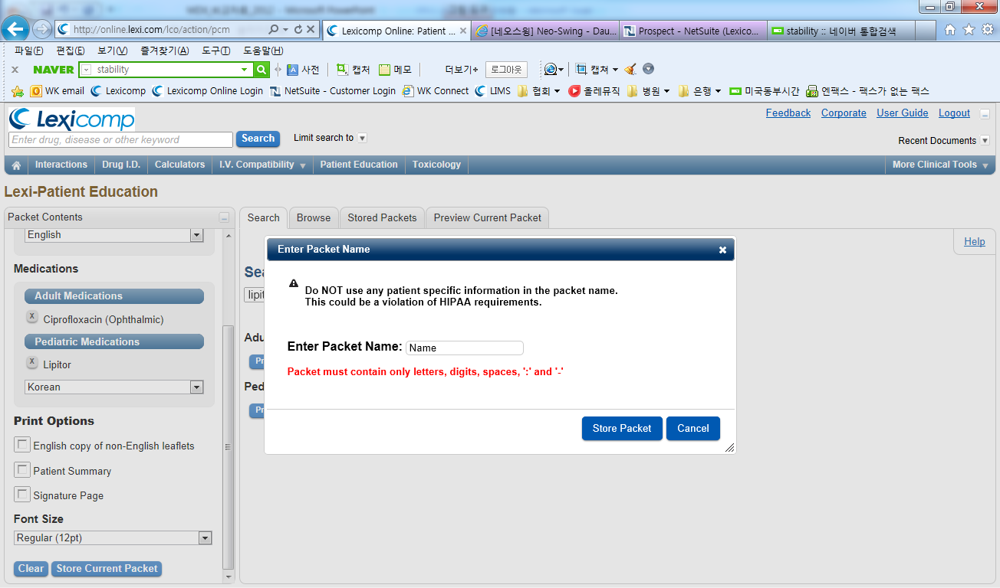 http://online.lexi.com/lco/action/pcm
Lexicomp Online: Patient ...
[네오스윙] Neo-Swing - Dau...
Prospect - NetSuite (Lexico...
stability :: 네이버 통합검색
파일(F) 편집(E) 보기(V) 즐겨찾기(A) 도구(T) 도움말(H)
x NAVER stability 사전 캡처 메모 더보기+ 로그아웃 캡쳐
WK email Lexicomp Lexicomp Online Login NetSuite - Customer Login WK Connect LIMS 협회 올레뮤직 병원 은행 미국동부시간 엔팩스 - 팩스가 없는 팩스
Lexicomp
Feedback Corporate User Guide Logout
Enter drug, disease or other keyword Search Limit search to
Recent Documents
Interactions Drug I.D. Calculators I.V. Compatibility Patient Education Toxicology More Clinical Tools
Lexi-Patient Education
Packet Contents
Search Browse Stored Packets Preview Current Packet
Help
English
Medications
Adult Medications
x Ciprofloxacin (Ophthalmic)
Pediatric Medications
x Lipitor
Korean
Print Options
English copy of non-English leaflets
Patient Summary
Signature Page
Font Size
Regular (12pt)
Clear Store Current Packet
Sea
lipit
Adu
Pr
Ped
Pr
Enter Packet Name
Do NOT use any patient specific information in the packet name.
This could be a violation of HIPAA requirements.
Enter Packet Name: Name
Packet must contain only letters, digits, spaces, ':' and '-'
Store Packet Cancel